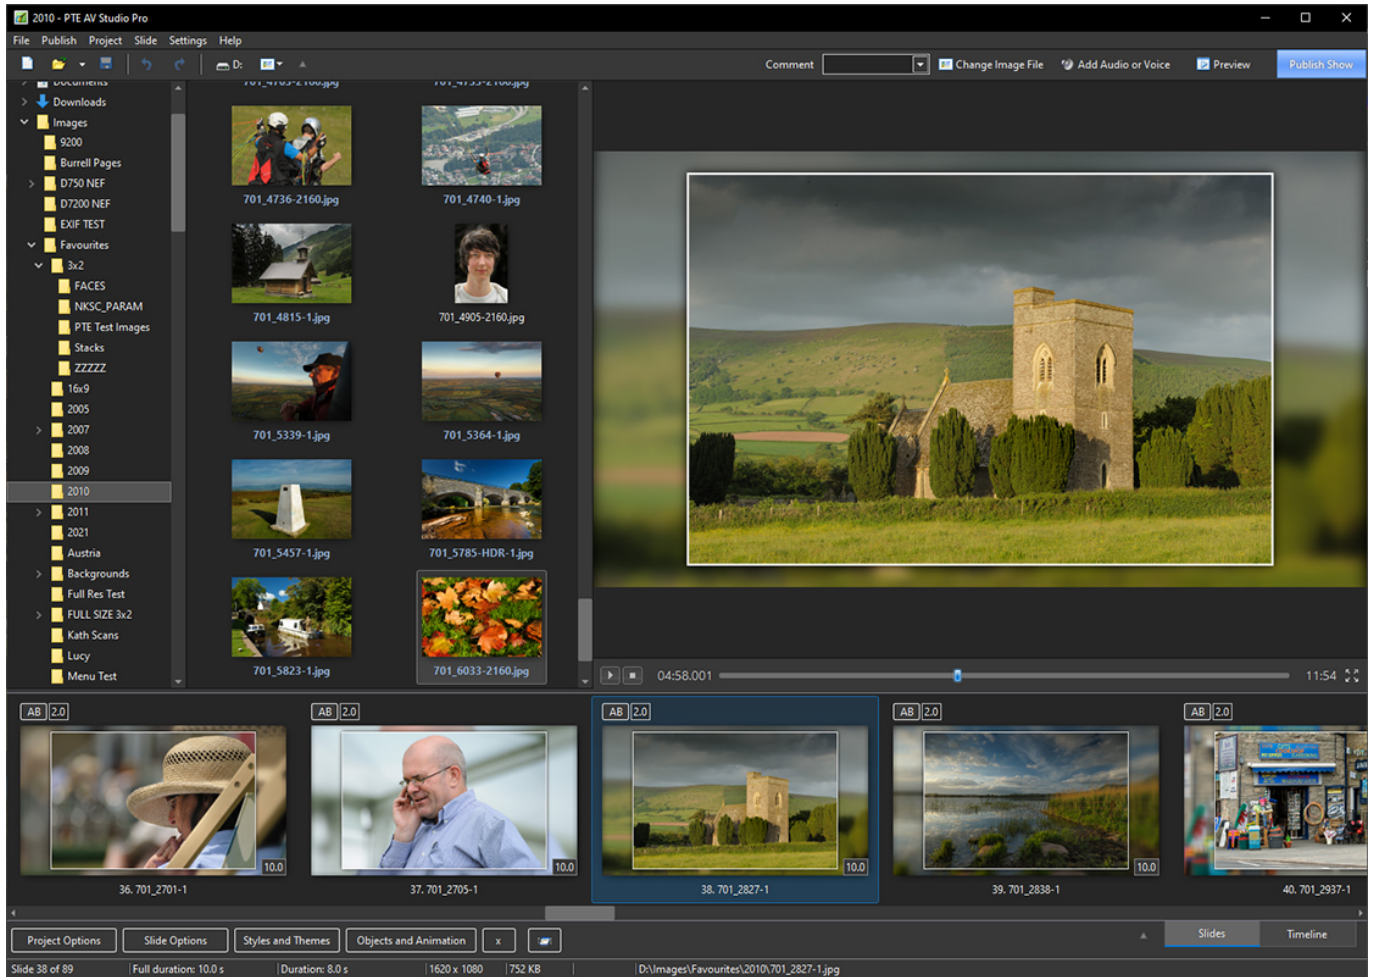 2010 - PTE AV Studio Pro
File Publish Project Slide Settings Help
D: Comment Change Image File Add Audio or Voice Preview Publish Show
Documents
Downloads
Images
9200
Burrell Pages
D750 NEF
D7200 NEF
EXIF TEST
Favourites
3x2
FACES
NKSC_PARAM
PTE Test Images
Stacks
ZZZZZ
16x9
2005
2007
2008
2009
2010
2011
2021
Austria
Backgrounds
Full Res Test
FULL SIZE 3x2
Kath Scans
Lucy
Menu Test
701_4736-2160.jpg 701_4740-1.jpg
701_4815-1.jpg 701_4905-2160.jpg
701_5339-1.jpg 701_5364-1.jpg
701_5457-1.jpg 701_5785-HDR-1.jpg
701_5823-1.jpg 701_6033-2160.jpg
04:58.001 11:54
AB 2.0 AB 2.0 AB 2.0 AB 2.0 AB 2.0
10.0 10.0 10.0 10.0
36. 701_2701-1 37. 701_2705-1 38. 701_2827-1 39. 701_2838-1 40. 701_2937-1
Project Options Slide Options Styles and Themes Objects and Animation x Slides Timeline
Slide 38 of 89 Full duration: 10.0 s Duration: 8.0 s 1620 x 1080 752 KB D:\Images\Favourites\2010\701_2827-1.jpg